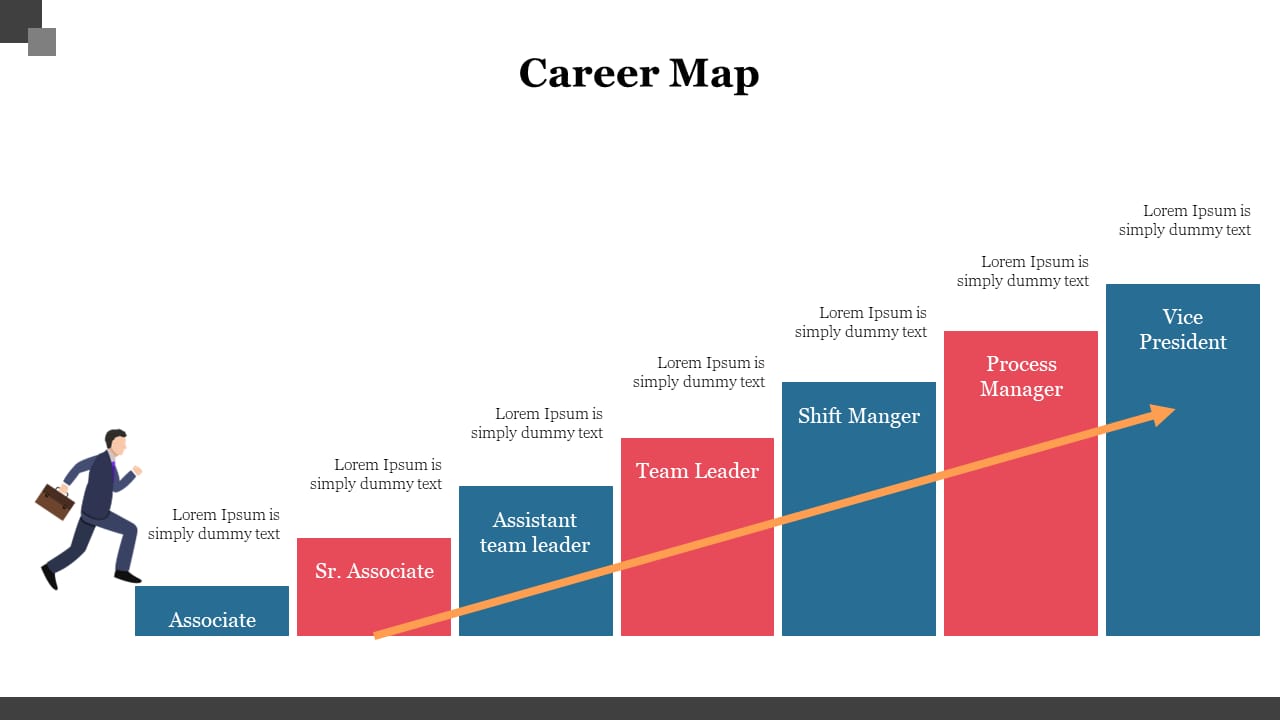 Career Map
Lorem Ipsum is
simply dummy text
Associate
Lorem Ipsum is
simply dummy text
Sr. Associate
Lorem Ipsum is
simply dummy text
Assistant
team leader
Lorem Ipsum is
simply dummy text
Team Leader
Lorem Ipsum is
simply dummy text
Shift Manger
Lorem Ipsum is
simply dummy text
Process
Manager
Lorem Ipsum is
simply dummy text
Vice
President